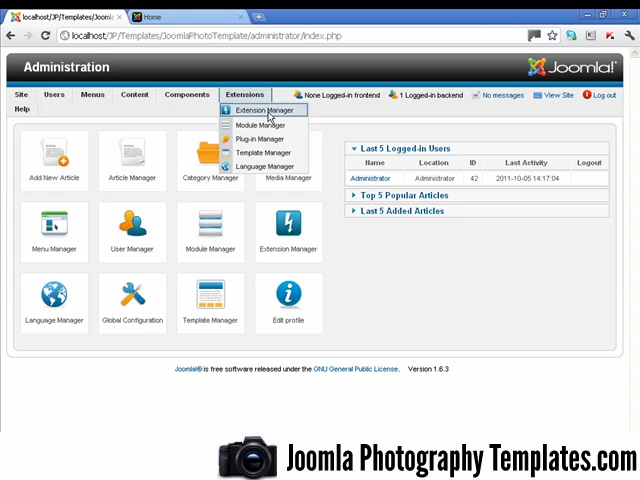 localhost/JP/Templates/Jooml
Home
localhost/JP/Templates/JoomlaPhotoTemplate/administrator/index.php
Administration
Joomla!
Site Users Menus Content Components Extensions
None Logged-in frontend 1 Logged-in backend No messages View Site Log out
Help
Extension Manager
Module Manager
Plug-in Manager
Template Manager
Language Manager
Add New Article
Article Manager
Category Manager
Media Manager
Menu Manager
User Manager
Module Manager
Extension Manager
Language Manager
Global Configuration
Template Manager
Edit profile
Last 5 Logged-in Users
Name Location ID Last Activity Logout
Administrator Administrator 42 2011-10-05 14:17:04
Top 5 Popular Articles
Last 5 Added Articles
Joomla!® is free software released under the GNU General Public License. Version 1.6.3
Joomla Photography Templates.com